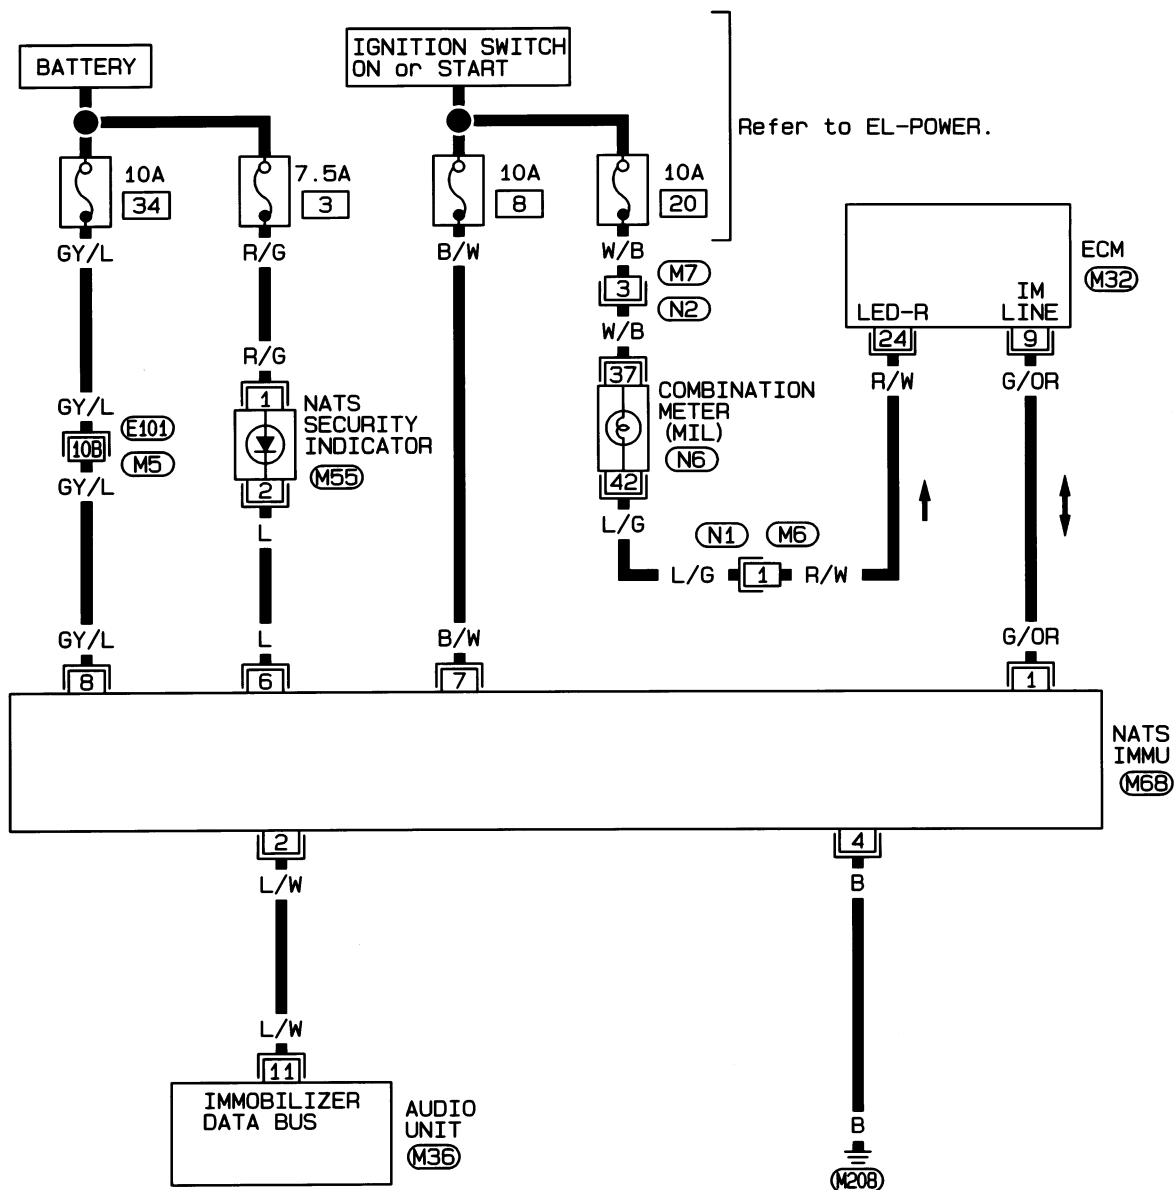 BATTERY
IGNITION SWITCH
ON or START
Refer to EL-POWER.
10A
34
7.5A
3
10A
8
10A
20
GY/L
R/G
B/W
W/B
3
M7
N2
W/B
ECM
M32
LED-R
IM
LINE
24
9
R/W
G/OR
R/G
1
NATS
SECURITY
INDICATOR
M55
2
L
GY/L
10B
E101
M5
GY/L
37
COMBINATION
METER
(MIL)
N6
42
L/G
N1
M6
L/G
1
R/W
GY/L
L
B/W
G/OR
8
6
7
1
NATS
IMMU
M68
2
4
L/W
B
L/W
11
IMMOBILIZER
DATA BUS
AUDIO
UNIT
M36
B
M208